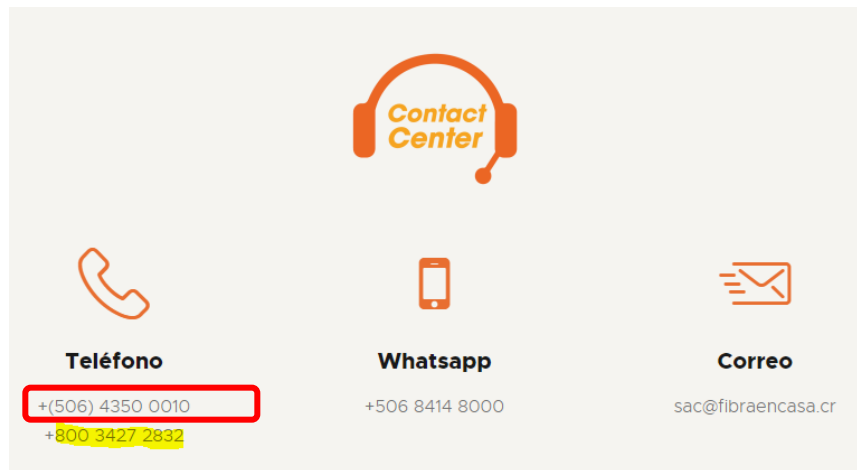 Contact
Center
Teléfono
+(506) 4350 0010
+800 3427 2832
Whatsapp
+506 8414 8000
Correo
sac@fibraencasa.cr